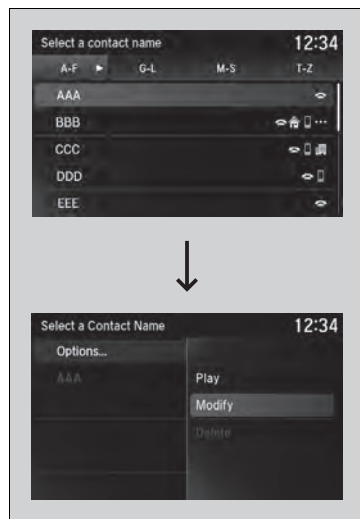 Select a contact name 12:34
A-F G-L M-S T-Z
AAA
BBB
CCC
DDD
EEE
Select a Contact Name 12:34
Options...
AAA Play
Modify
Delete